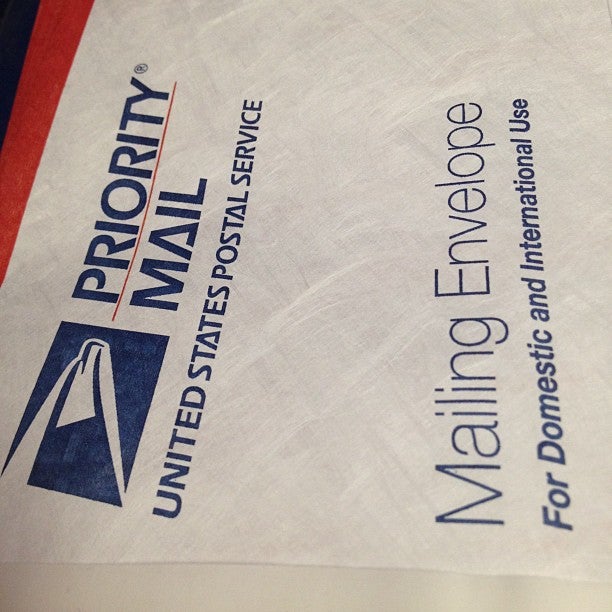 PRIORITY®
MAIL
UNITED STATES POSTAL SERVICE
Mailing Envelope
For Domestic and International Use